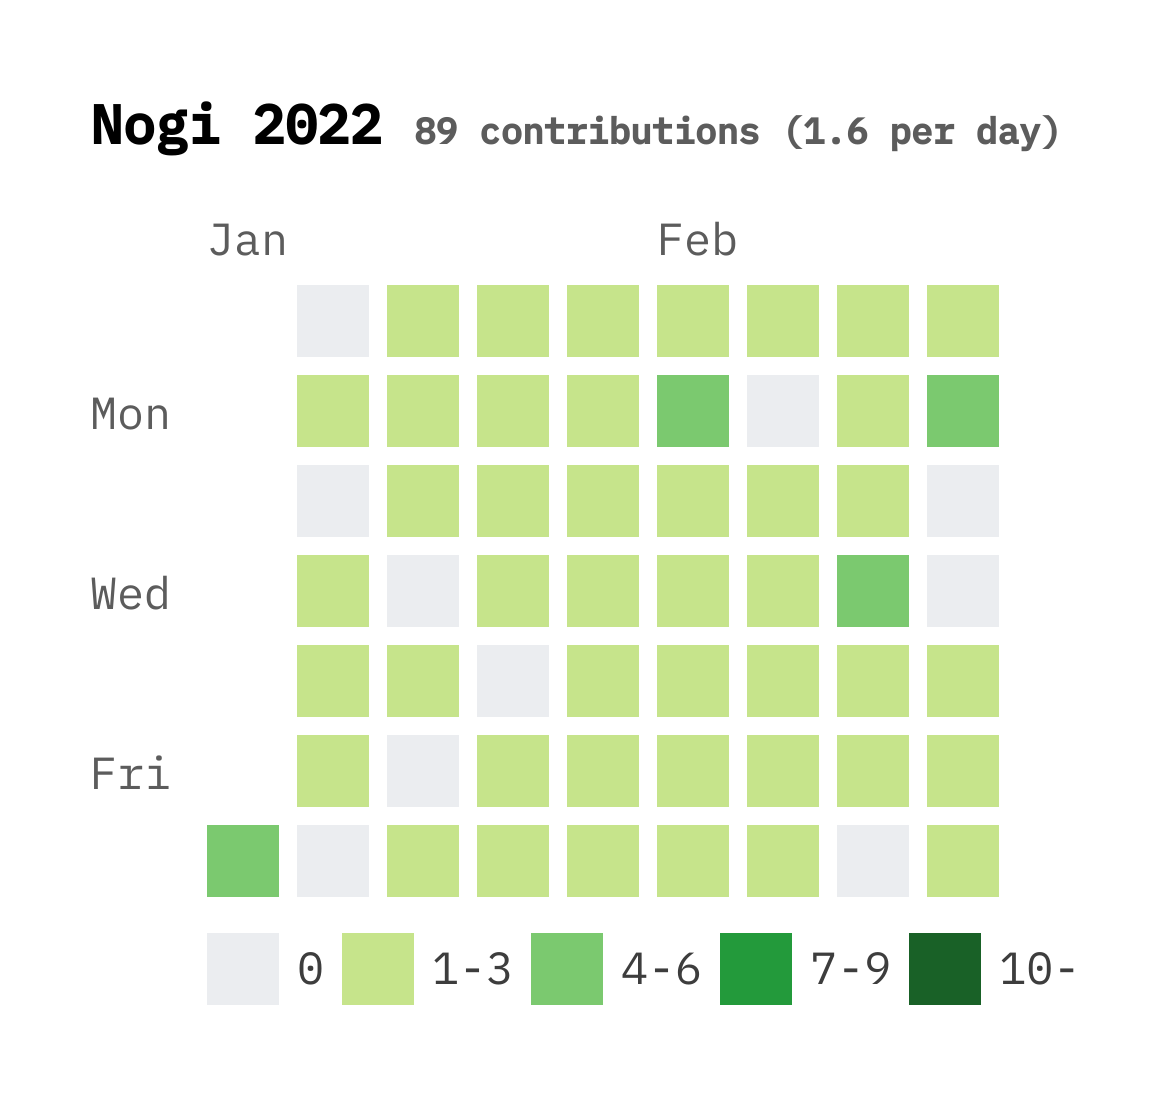 Nogi 2022 89 contributions (1.6 per day)
Jan Feb
Mon
Wed
Fri
0 1-3 4-6 7-9 10-